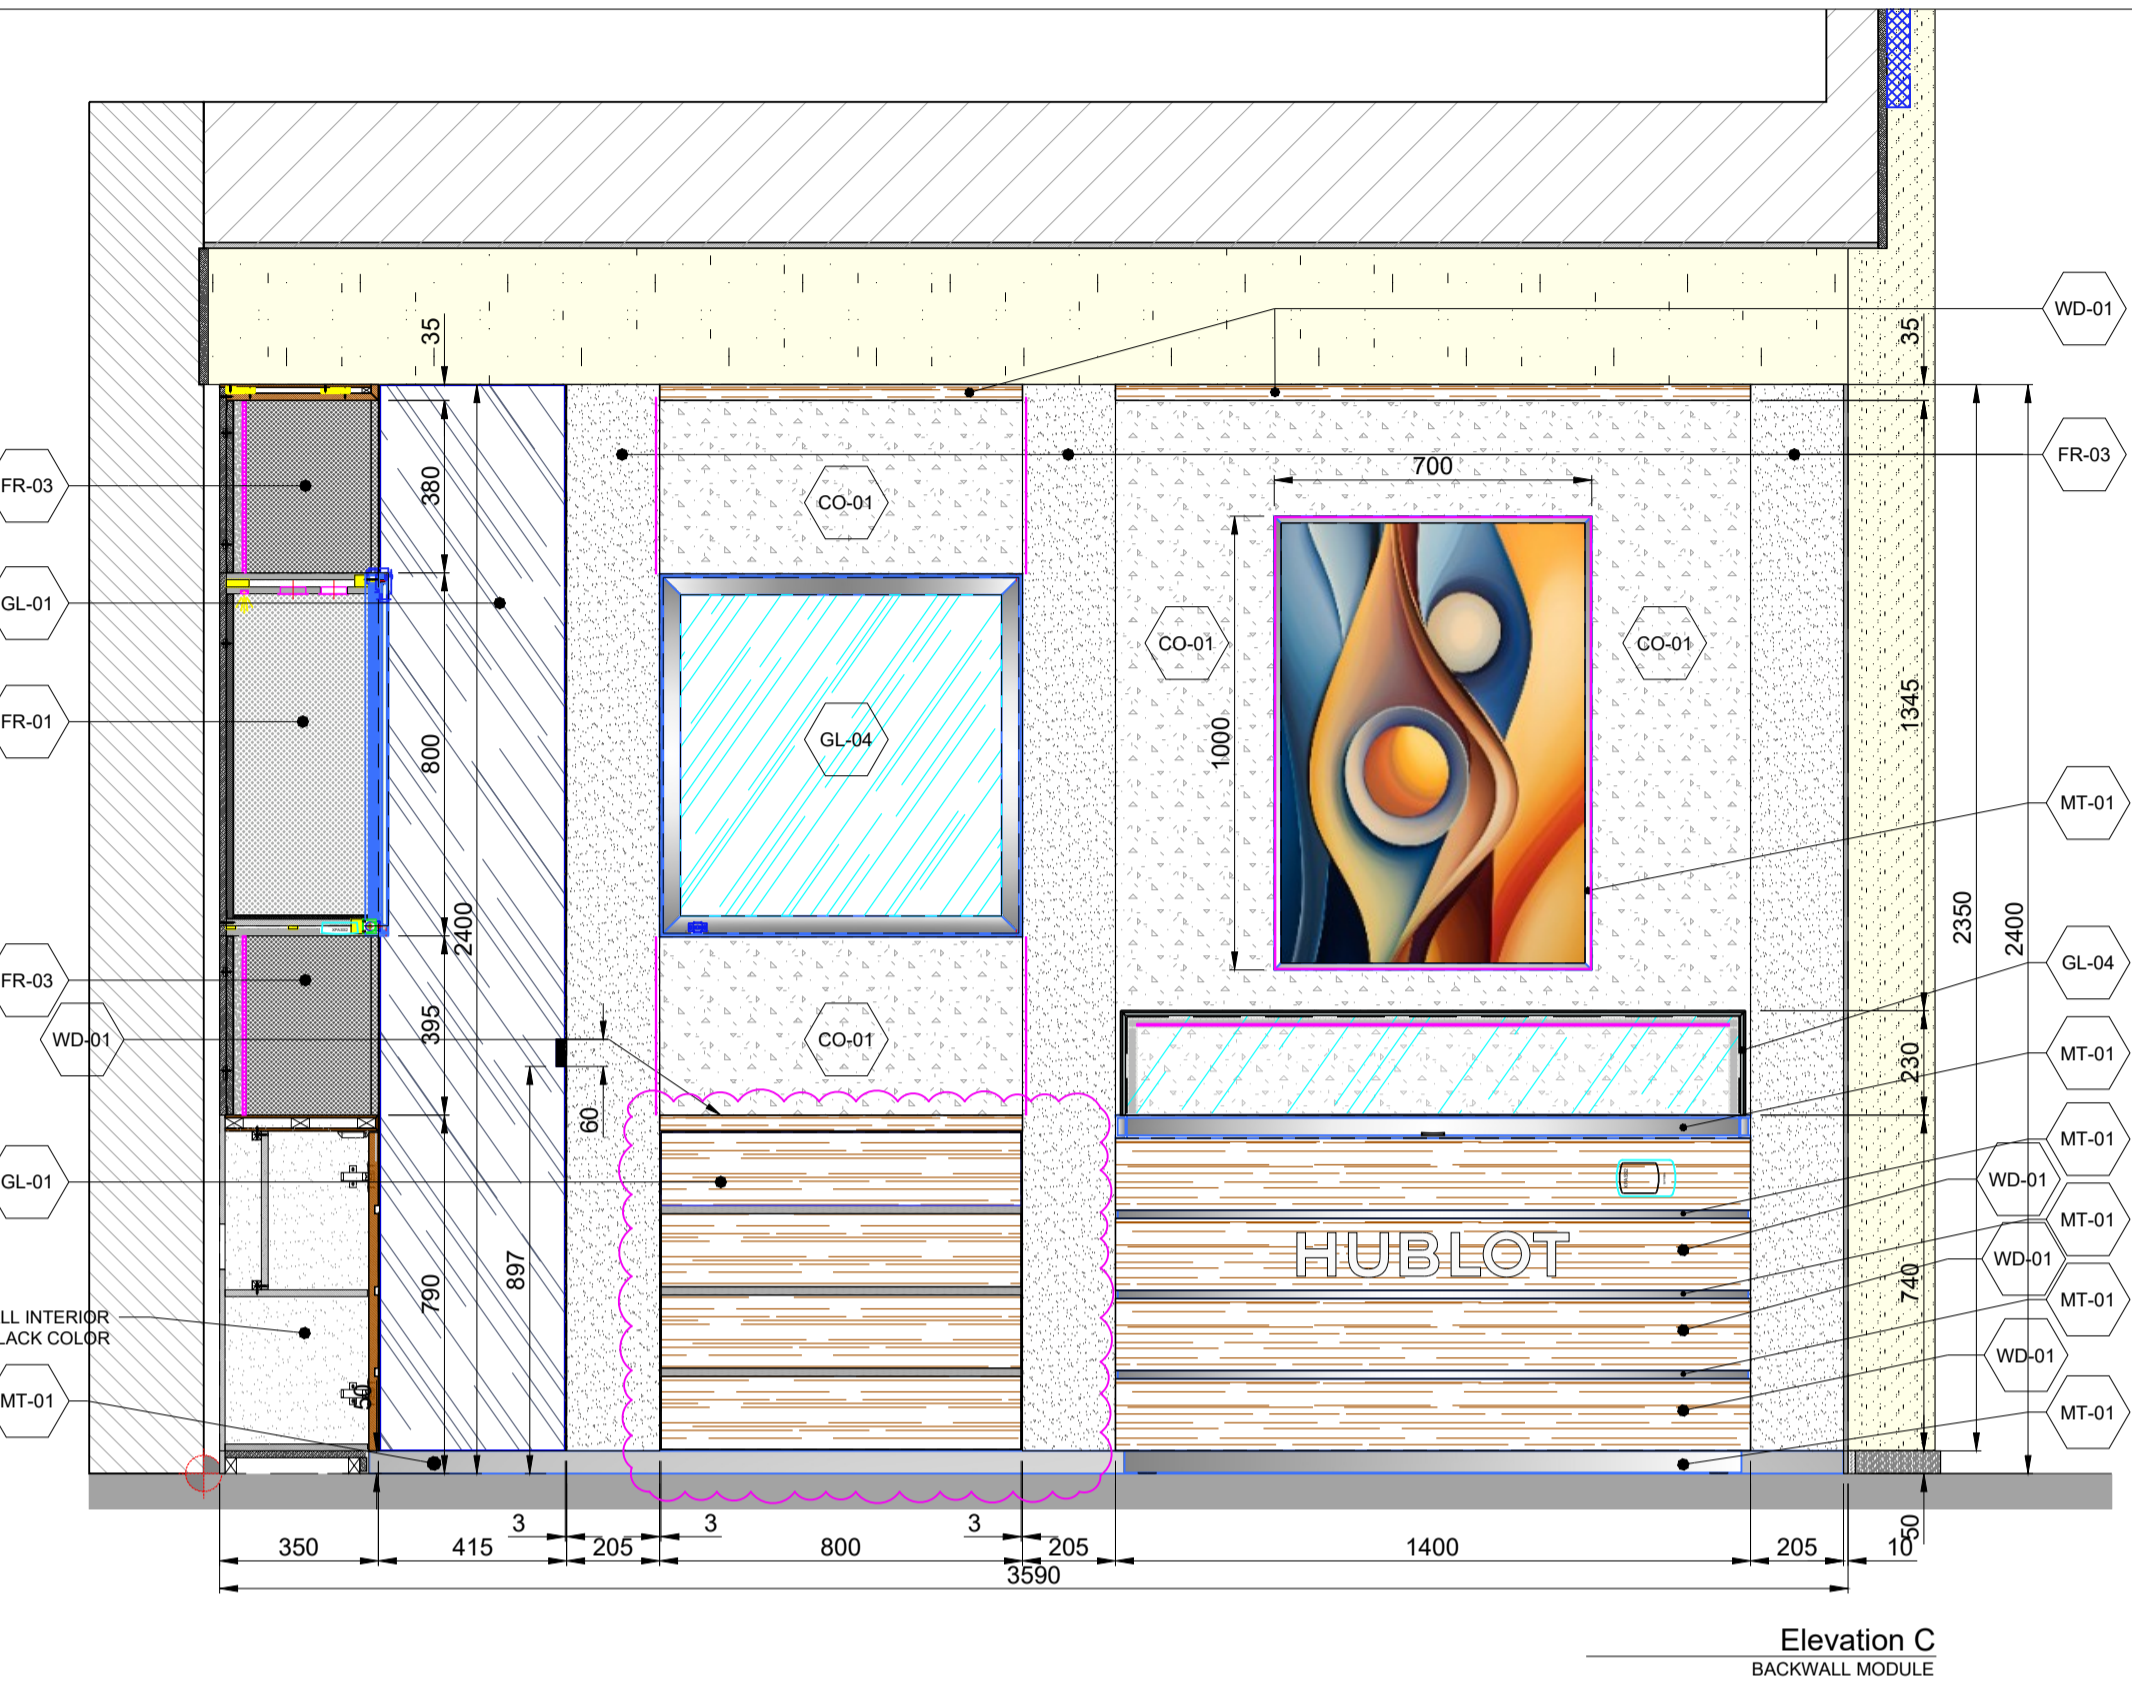 WD-01
35
35
FR-03
FR-03
380
CO-01
700
GL-01
CO-01
CO-01
FR-01
GL-04
800
1000
1345
MT-01
2400
2350
2400
FR-03
GL-04
395
WD-01
CO-01
MT-01
230
60
MT-01
GL-01
WD-01
MT-01
897
HUBLOT
WD-01
790
740
MT-01
LL INTERIOR
LACK COLOR
WD-01
50
MT-01
MT-01
3
3
3
50
350
415
205
800
205
1400
205
10
3590
Elevation C
BACKWALL MODULE